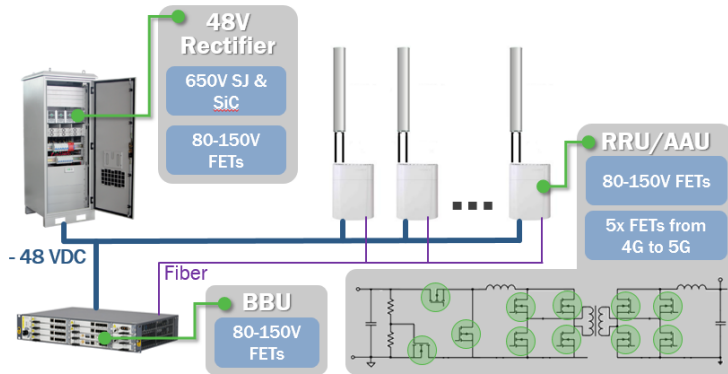 48V
Rectifier
650V SJ &
SiC
80-150V
FETs
RRU/AAU
80-150V FETs
5x FETs from
4G to 5G
- 48 VDC
Fiber
BBU
80-150V
FETs